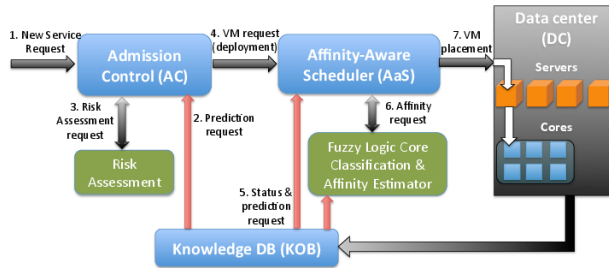 1. New Service
Request
Admission
Control (AC)
4. VM request
(deployment)
Affinity-Aware
Scheduler (AaS)
7. VM
placement
Data center
(DC)
Servers
Cores
3. Risk
Assessment
request
2. Prediction
request
6. Affinity
request
Risk
Assessment
Fuzzy Logic Core
Classification &
Affinity Estimator
5. Status &
prediction
request
Knowledge DB (KOB)